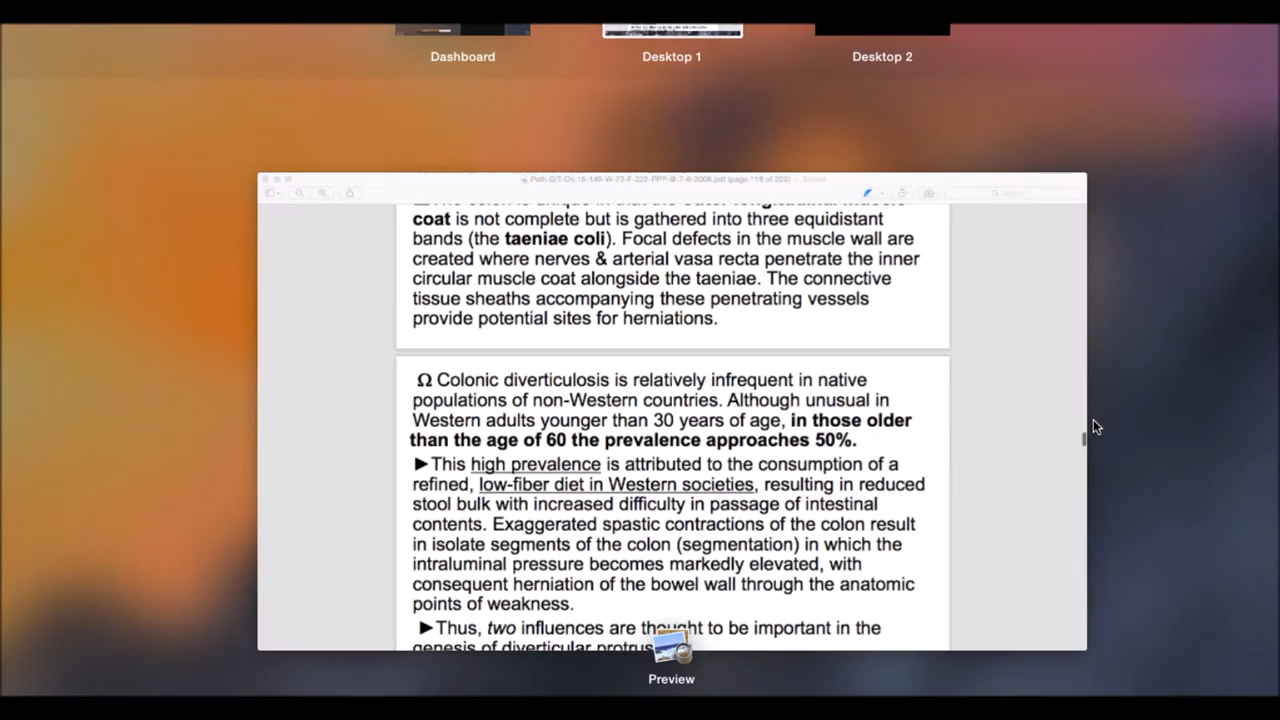 Dashboard
Desktop 1
Desktop 2
coat is not complete but is gathered into three equidistant
bands (the taeniae coli). Focal defects in the muscle wall are
created where nerves & arterial vasa recta penetrate the inner
circular muscle coat alongside the taeniae. The connective
tissue sheaths accompanying these penetrating vessels
provide potential sites for herniations.
Ω Colonic diverticulosis is relatively infrequent in native
populations of non-Western countries. Although unusual in
Western adults younger than 30 years of age, in those older
than the age of 60 the prevalence approaches 50%.
►This high prevalence is attributed to the consumption of a
refined, low-fiber diet in Western societies, resulting in reduced
stool bulk with increased difficulty in passage of intestinal
contents. Exaggerated spastic contractions of the colon result
in isolate segments of the colon (segmentation) in which the
intraluminal pressure becomes markedly elevated, with
consequent herniation of the bowel wall through the anatomic
points of weakness.
►Thus, two influences are thought to be important in the
genesis of diverticular
Preview